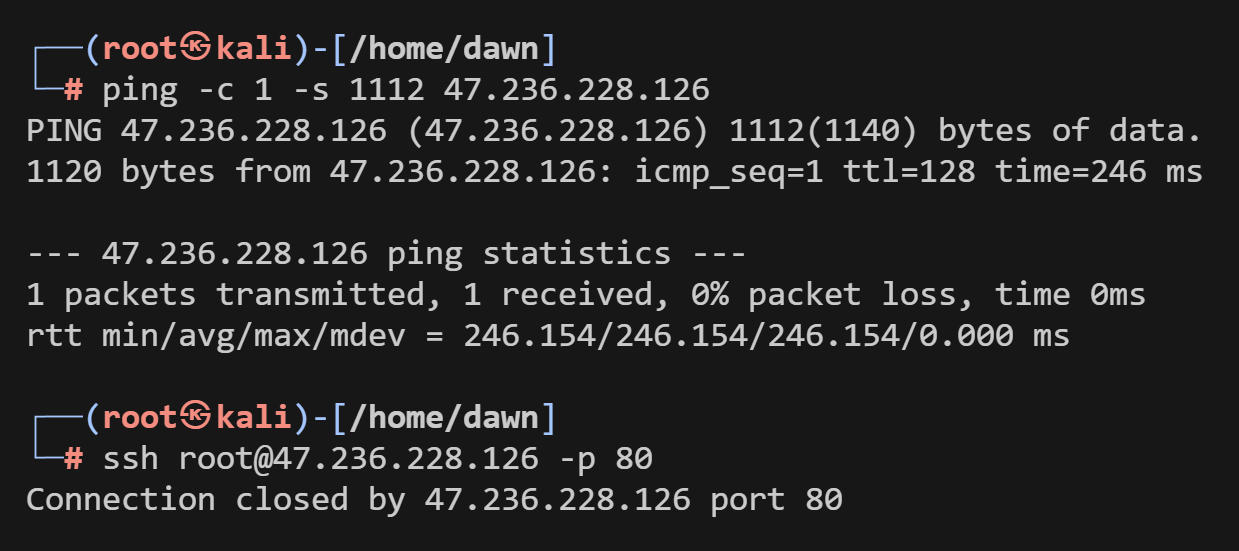 ┌──(root㉿kali)-[/home/dawn]
└─# ping -c 1 -s 1112 47.236.228.126
PING 47.236.228.126 (47.236.228.126) 1112(1140) bytes of data.
1120 bytes from 47.236.228.126: icmp_seq=1 ttl=128 time=246 ms

--- 47.236.228.126 ping statistics ---
1 packets transmitted, 1 received, 0% packet loss, time 0ms
rtt min/avg/max/mdev = 246.154/246.154/246.154/0.000 ms

┌──(root㉿kali)-[/home/dawn]
└─# ssh root@47.236.228.126 -p 80
Connection closed by 47.236.228.126 port 80